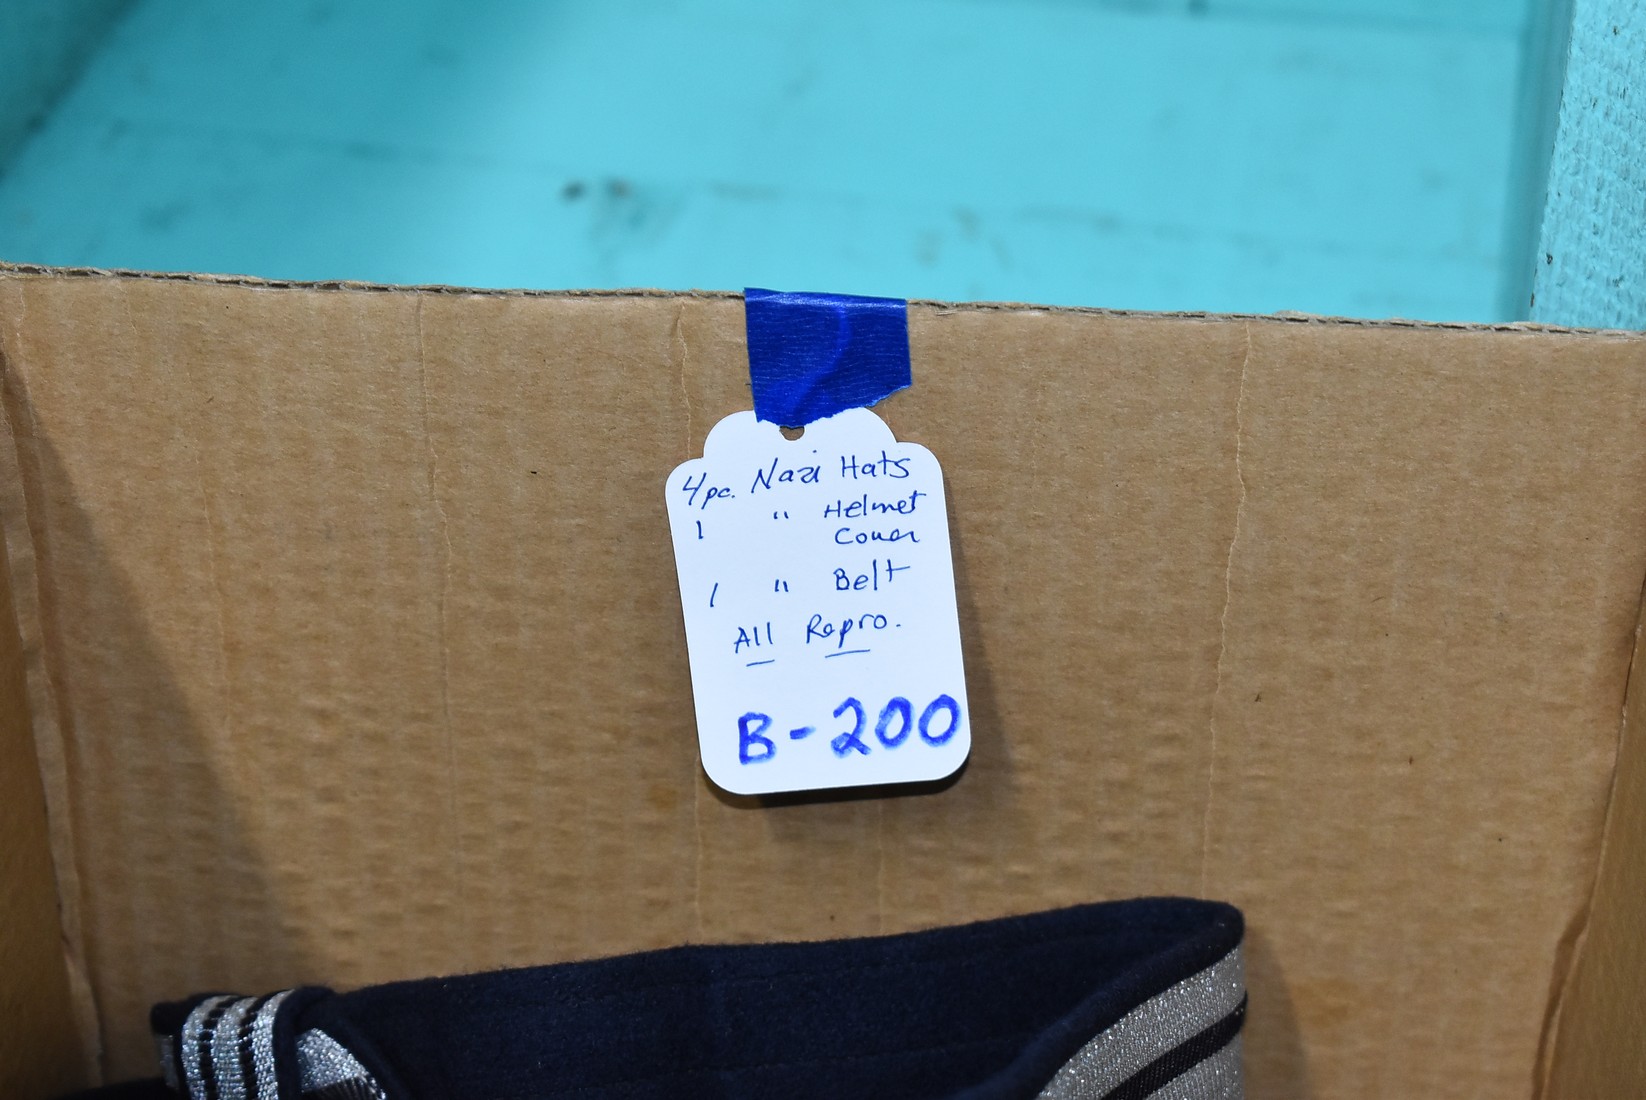 4pc. Nazi Hats
1 " Helmet
Cover
1 " Belt
All Repro.
B-200